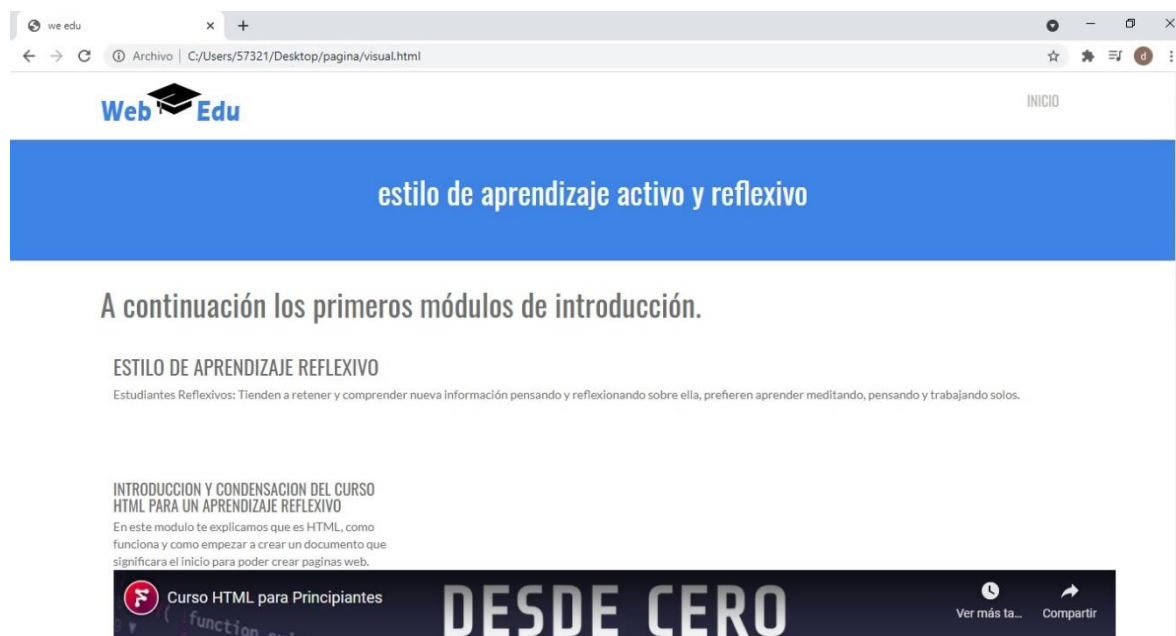 we edu
Archivo | C:/Users/57321/Desktop/pagina/visual.html
d
Web Edu
INICIO
estilo de aprendizaje activo y reflexivo
A continuación los primeros módulos de introducción.
ESTILO DE APRENDIZAJE REFLEXIVO
Estudiantes Reflexivos: Tienden a retener y comprender nueva información pensando y reflexionando sobre ella, prefieren aprender meditando, pensando y trabajando solos.
INTRODUCCION Y CONDENSACION DEL CURSO
HTML PARA UN APRENDIZAJE REFLEXIVO
En este modulo te explicamos que es HTML, como
funciona y como empezar a crear un documento que
significara el inicio para poder crear paginas web.
Curso HTML para Principiantes
DESDE CERO
Ver más ta...
Compartir
function